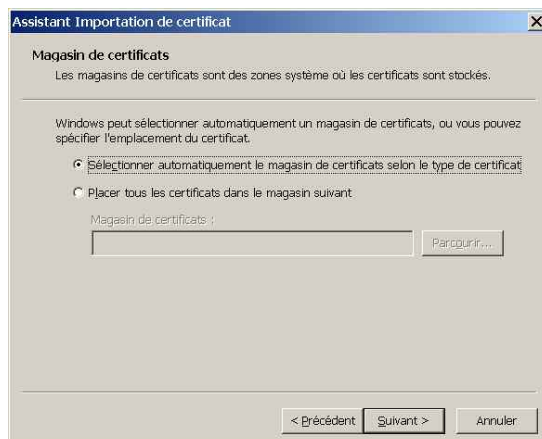 Assistant Importation de certificat
Magasin de certificats
Les magasins de certificats sont des zones système où les certificats sont stockés.
Windows peut sélectionner automatiquement un magasin de certificats, ou vous pouvez
spécifier l'emplacement du certificat.
Sélectionner automatiquement le magasin de certificats selon le type de certificat
Placer tous les certificats dans le magasin suivant
Magasin de certificats :
Parcourir...
< Précédent
Suivant >
Annuler